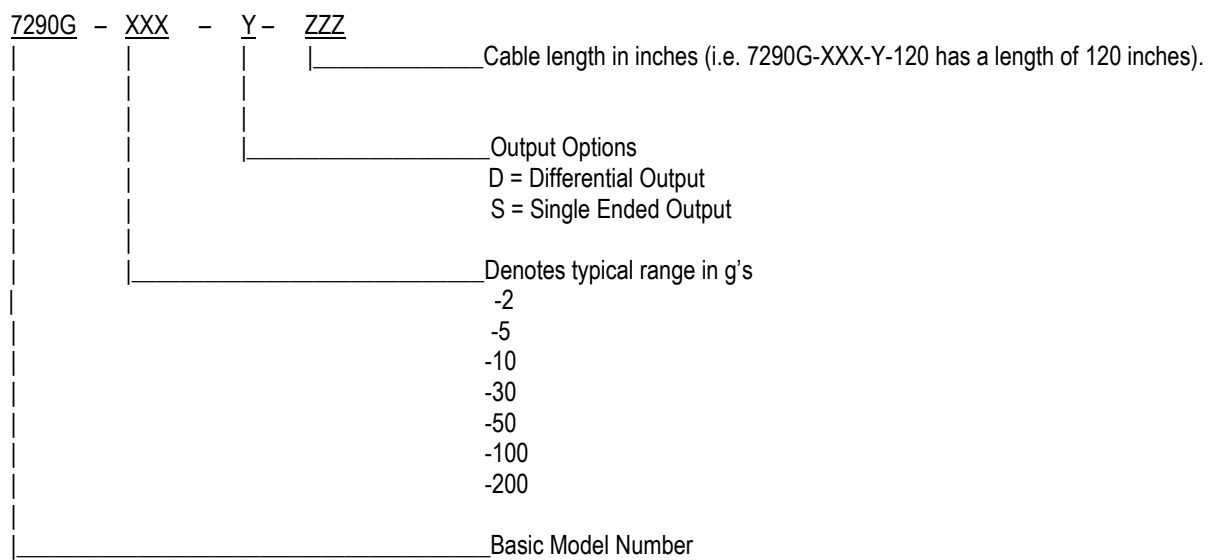 7290G – XXX – Y – ZZZ
Cable length in inches (i.e. 7290G-XXX-Y-120 has a length of 120 inches).
Output Options
D = Differential Output
S = Single Ended Output
Denotes typical range in g’s
-2
-5
-10
-30
-50
-100
-200
Basic Model Number